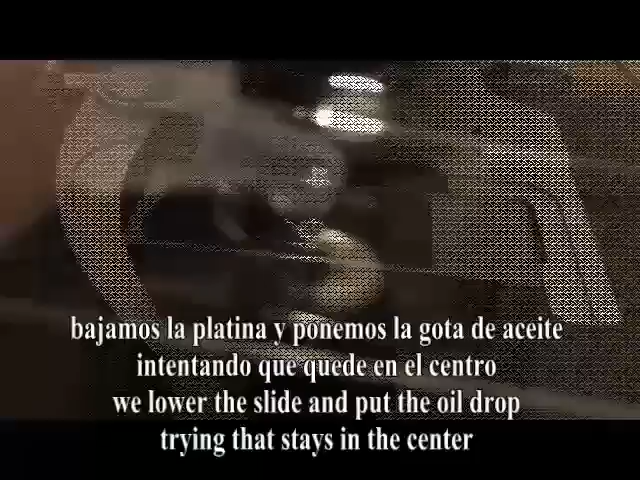 bajamos la platina y ponemos la gota de aceite
intentando que quede en el centro
we lower the slide and put the oil drop
trying that stays in the center